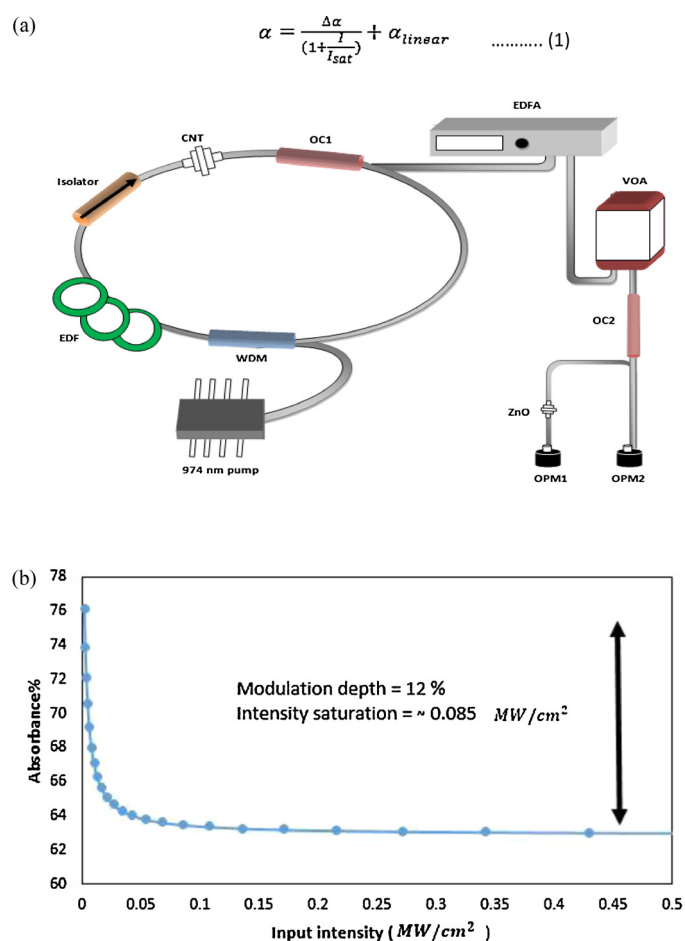 (a)
α = Δα / (1+ I / I_sat) + α_linsar ........... (1)
EDFA
CNT
OC1
Isolator
VOA
EDF
WDM
OC2
ZnO
974 nm pump
OPM1
OPM2
(b)
78
76
74
72
70
68
66
64
62
60
Absorbance%
Modulation depth = 12 %
Intensity saturation = ~ 0.085 MW/cm²
0 0.05 0.1 0.15 0.2 0.25 0.3 0.35 0.4 0.45 0.5
Input intensity (MW/cm²)